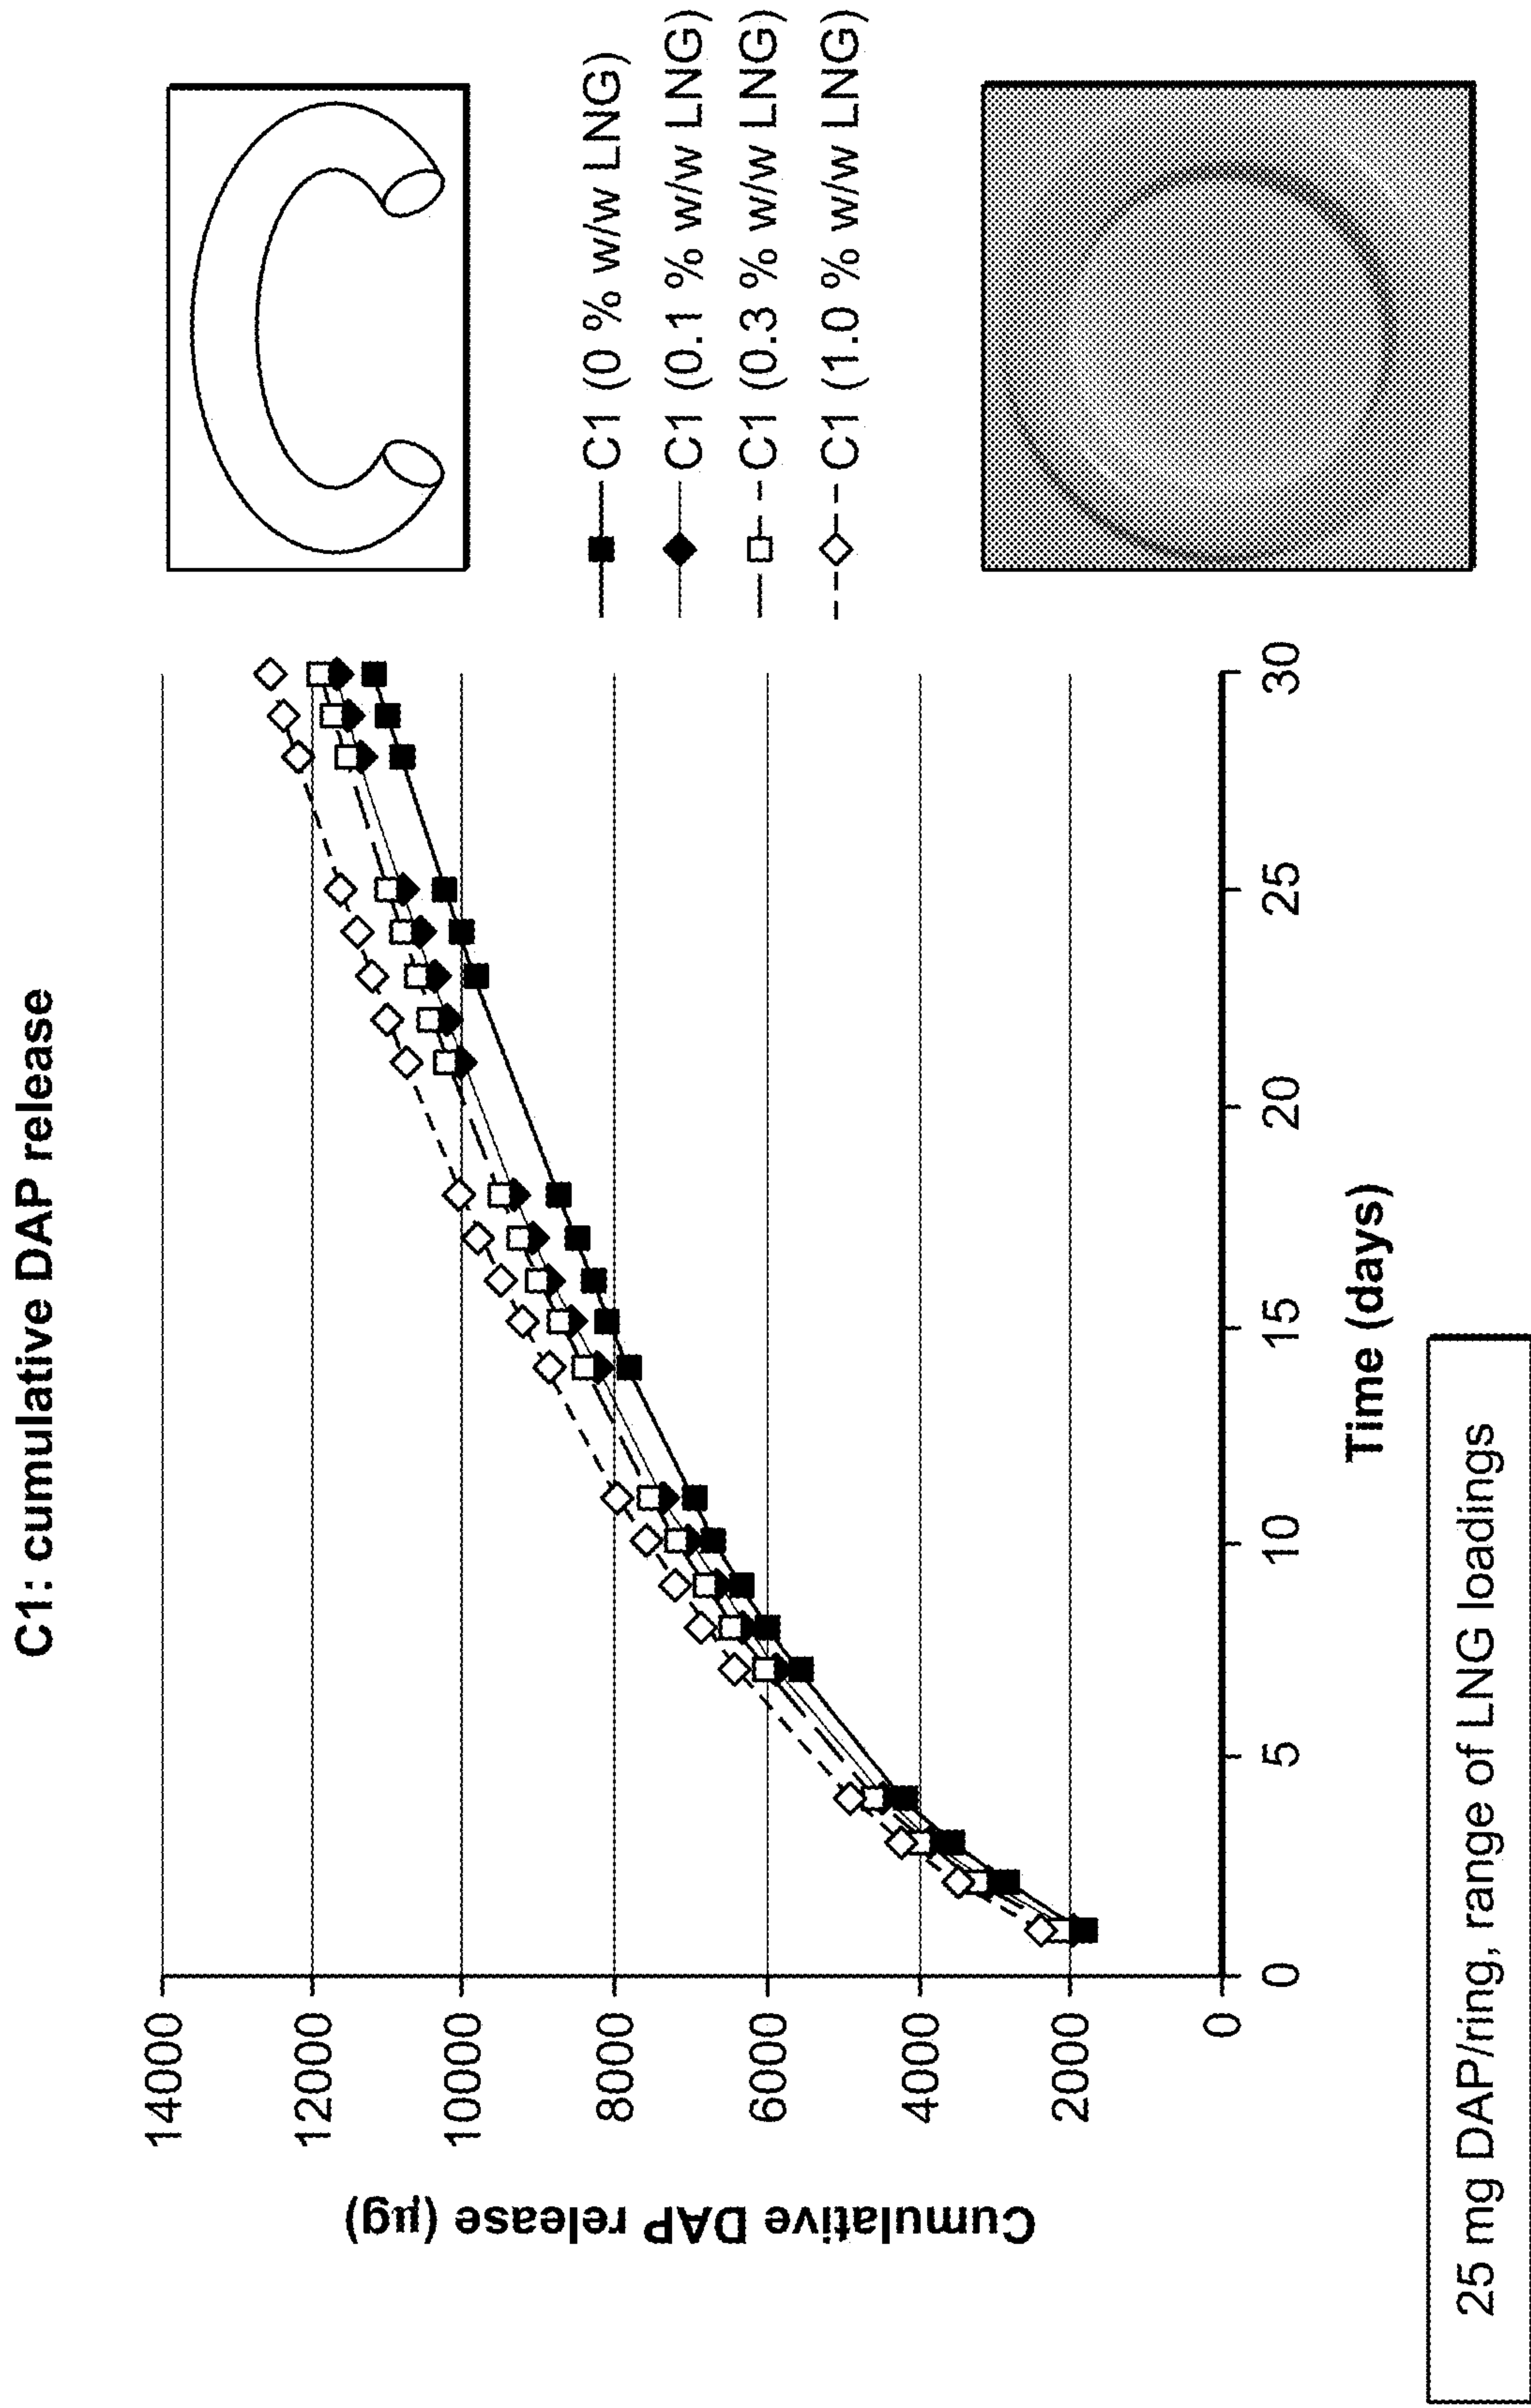 C1: cumulative DAP release
Cumulative DAP release (μg)
14000
12000
10000
8000
6000
4000
2000
0
0
5
10
15
20
25
30
Time (days)
C1 (0 % w/w LNG)
C1 (0.1 % w/w LNG)
C1 (0.3 % w/w LNG)
C1 (1.0 % w/w LNG)
25 mg DAP/ring, range of LNG loadings